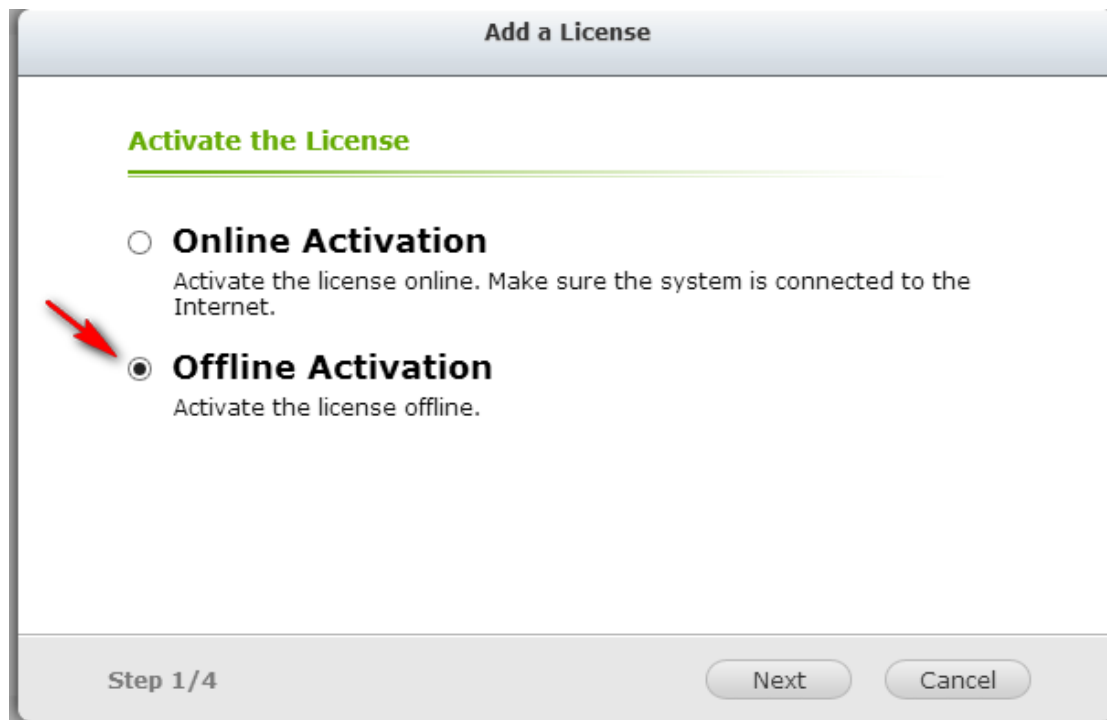 Add a License
Activate the License
Online Activation
Activate the license online. Make sure the system is connected to the
Internet.
Offline Activation
Activate the license offline.
Step 1/4
Next
Cancel